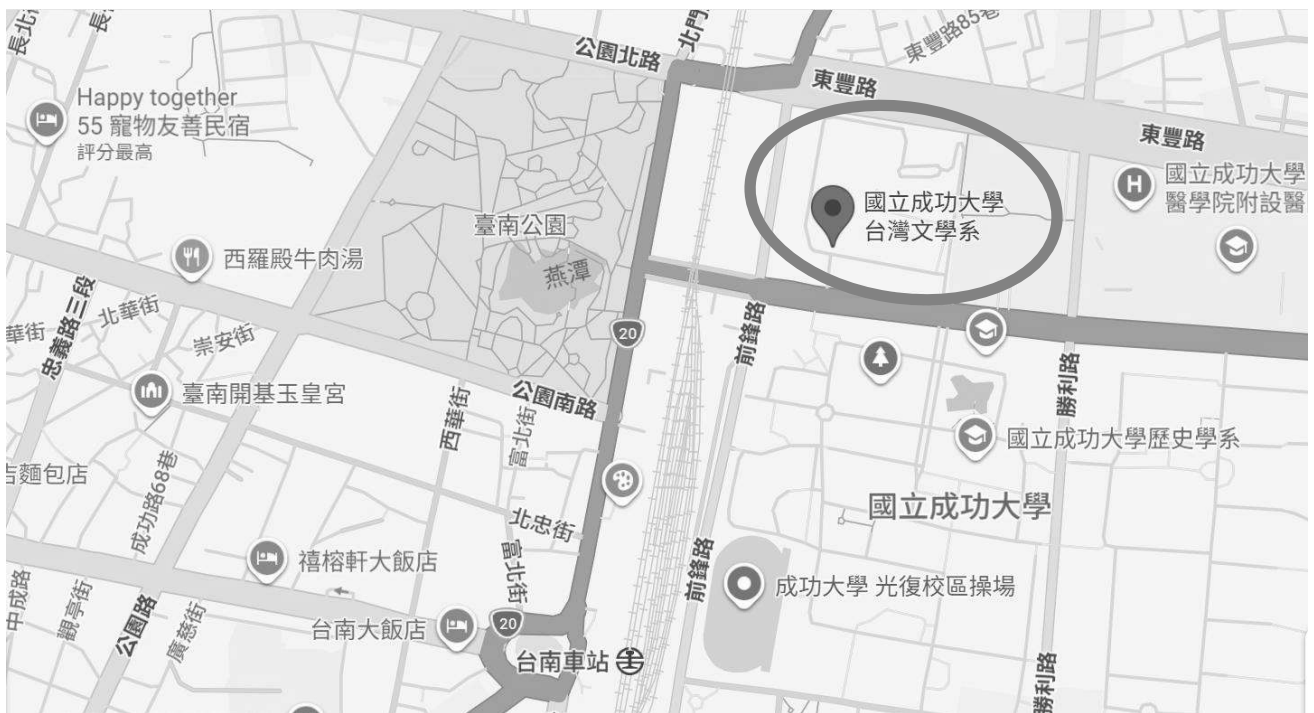 長北街
長
公園北路
北門
東豐路85巷
東豐路
東豐路
Happy together
55 寵物友善民宿
評分最高
國立成功大學
醫學院附設醫
H
國立成功大學
台灣文學系
臺南公園
燕潭
西羅殿牛肉湯
忠義路三段
北華街
華街
崇安街
20
前鋒路
勝利路
臺南開基玉皇宮
公園南路
西華街
富北街
國立成功大學歷史學系
麵包店
成功路68巷
國立成功大學
北忠街
禧榕軒大飯店
富北街
前鋒路
成功大學 光復校區操場
中成路
觀亭街
公園路
廣慈街
台南大飯店
20
台南車站
勝利路